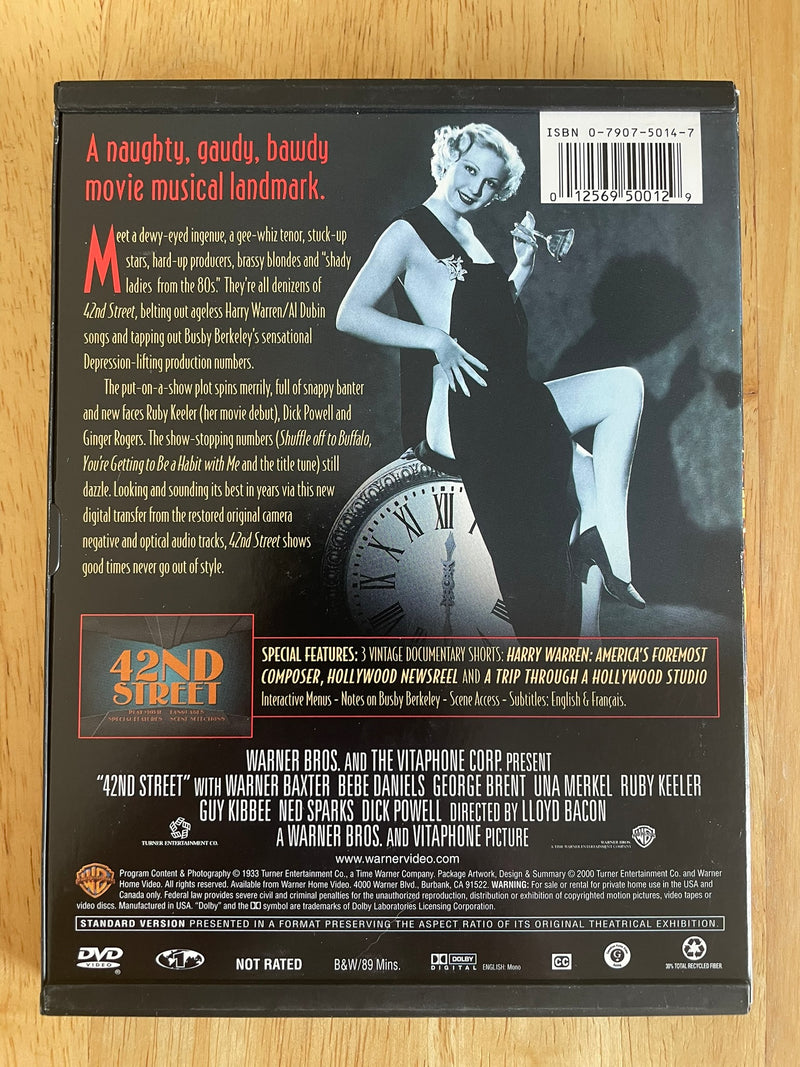 A naughty, gaudy, bawdy
movie musical landmark.
ISBN 0-7907-5014-7
0 12569 50012 9
Meet a dewy-eyed ingenue, a gee-whiz tenor, stuck-up
stars, hard-up producers, brassy blondes and "shady
ladies from the 80s." They're all denizens of
42nd Street, belting out ageless Harry Warren/Al Dubin
songs and tapping out Busby Berkeley's sensational
Depression-lifting production numbers.
The put-on-a-show plot spins merrily, full of snappy banter
and new faces Ruby Keeler (her movie debut), Dick Powell and
Ginger Rogers. The show-stopping numbers (Shuffle off to Buffalo,
You're Getting to Be a Habit with Me and the title tune) still
dazzle. Looking and sounding its best in years via this new
digital transfer from the restored original camera
negative and optical audio tracks, 42nd Street shows
good times never go out of style.
XI XII I
42ND
STREET
PLAY MOVIE LANGUAGES
SPECIAL FEATURES SCENE SELECTIONS
SPECIAL FEATURES: 3 VINTAGE DOCUMENTARY SHORTS: HARRY WARREN: AMERICA'S FOREMOST
COMPOSER, HOLLYWOOD NEWSREEL AND A TRIP THROUGH A HOLLYWOOD STUDIO
Interactive Menus - Notes on Busby Berkeley - Scene Access - Subtitles: English & Français.
WARNER BROS. AND THE VITAPHONE CORP. PRESENT
"42ND STREET" WITH WARNER BAXTER BEBE DANIELS GEORGE BRENT UNA MERKEL RUBY KEELER
GUY KIBBEE NED SPARKS DICK POWELL DIRECTED BY LLOYD BACON
A WARNER BROS. AND VITAPHONE PICTURE
TURNER ENTERTAINMENT CO.
WARNER BROS.
A TIME WARNER ENTERTAINMENT COMPANY
www.warnervideo.com
Program Content & Photography © 1933 Turner Entertainment Co., a Time Warner Company. Package Artwork, Design & Summary © 2000 Turner Entertainment Co. and Warner
Home Video. All rights reserved. Available from Warner Home Video. 4000 Warner Blvd., Burbank, CA 91522. WARNING: For sale or rental for private home use in the USA and
Canada only. Federal law provides severe civil and criminal penalties for the unauthorized reproduction, distribution or exhibition of copyrighted motion pictures, video tapes or
video discs. Manufactured in USA. "Dolby" and the DD symbol are trademarks of Dolby Laboratories Licensing Corporation.
STANDARD VERSION PRESENTED IN A FORMAT PRESERVING THE ASPECT RATIO OF ITS ORIGINAL THEATRICAL EXHIBITION.
DVD
VIDEO
1
NOT RATED
B&W/89 Mins.
DOLBY
DIGITAL
ENGLISH: Mono
CC
30% TOTAL RECYCLED FIBER